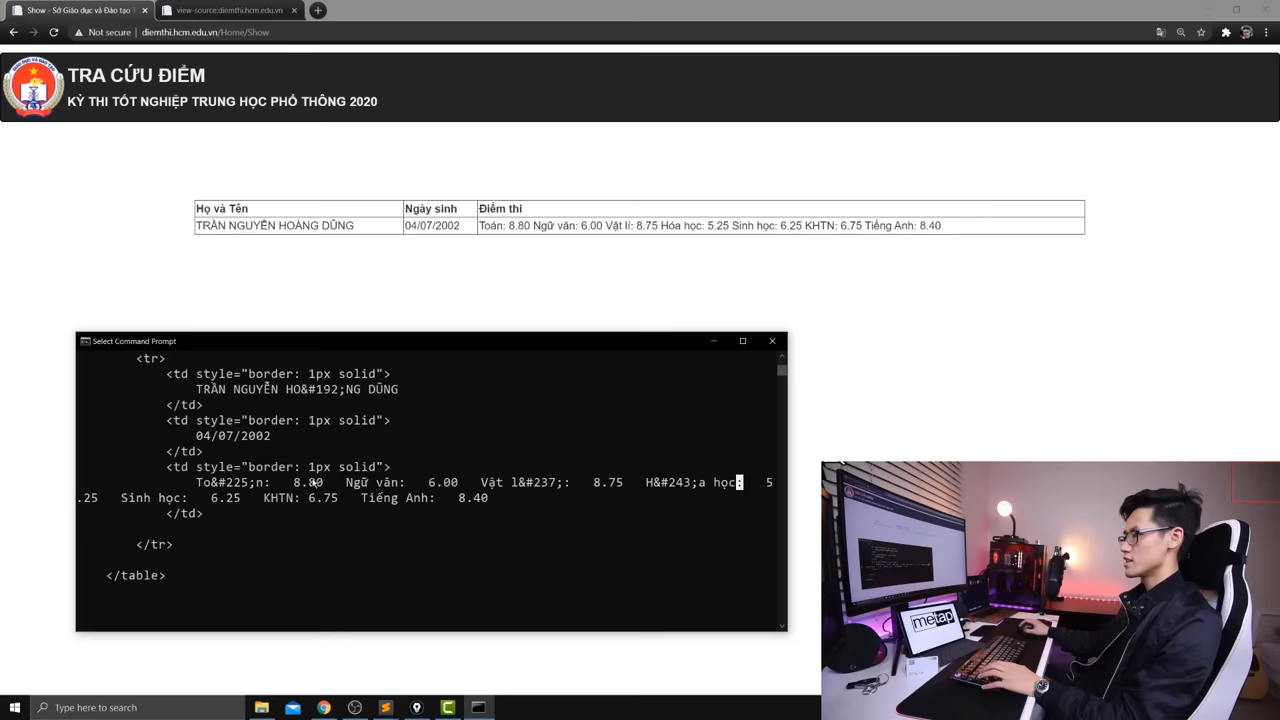 Show - Sở Giáo dục và Đào tạo T
view-source:diemthi.hcm.edu.vn
Not secure | diemthi.hcm.edu.vn/Home/Show
TRA CỨU ĐIỂM
KỲ THI TỐT NGHIỆP TRUNG HỌC PHỔ THÔNG 2020
Họ và Tên Ngày sinh Điểm thi
TRẦN NGUYỄN HOÀNG DŨNG 04/07/2002 Toán: 8.80 Ngữ văn: 6.00 Vật lí: 8.75 Hóa học: 5.25 Sinh học: 6.25 KHTN: 6.75 Tiếng Anh: 8.40
Select Command Prompt
<tr>
<td style="border: 1px solid">
TRẦN NGUYỄN HO&#192;NG DŨNG
</td>
<td style="border: 1px solid">
04/07/2002
</td>
<td style="border: 1px solid">
To&#225;n: 8.80 Ngữ văn: 6.00 Vật l&#237;: 8.75 H&#243;a học: 5
.25 Sinh học: 6.25 KHTN: 6.75 Tiếng Anh: 8.40
</td>
</tr>
</table>
metap
Type here to search